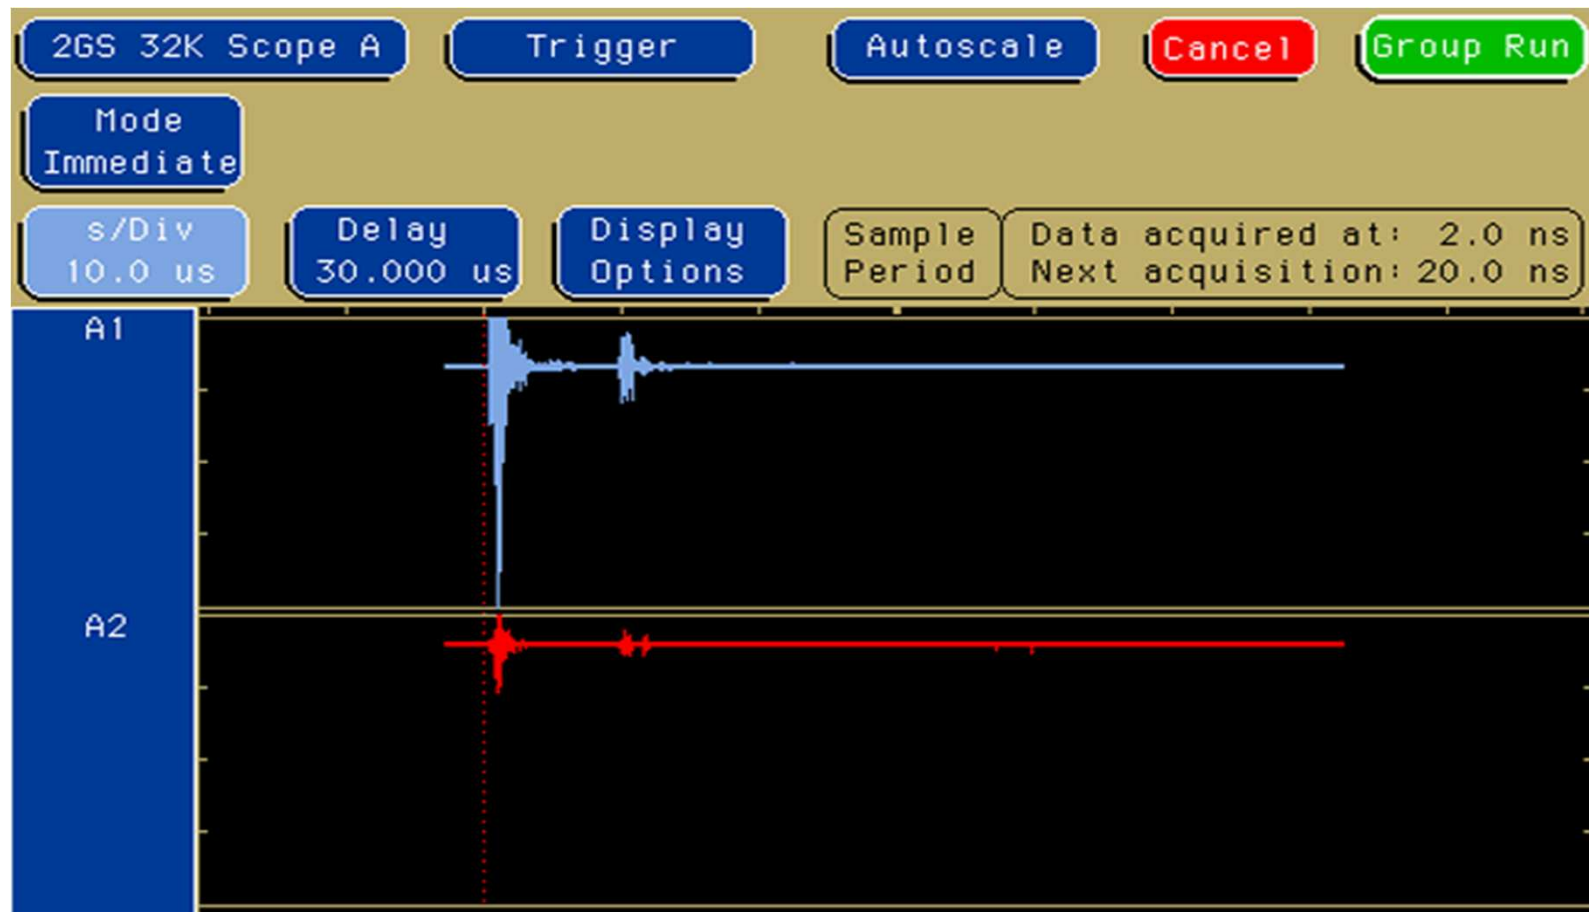 2GS 32K Scope A
Trigger
Autoscale
Cancel
Group Run
Mode
Immediate
s/Div
10.0 us
Delay
30.000 us
Display
Options
Sample
Period
Data acquired at: 2.0 ns
Next acquisition: 20.0 ns
A1
A2